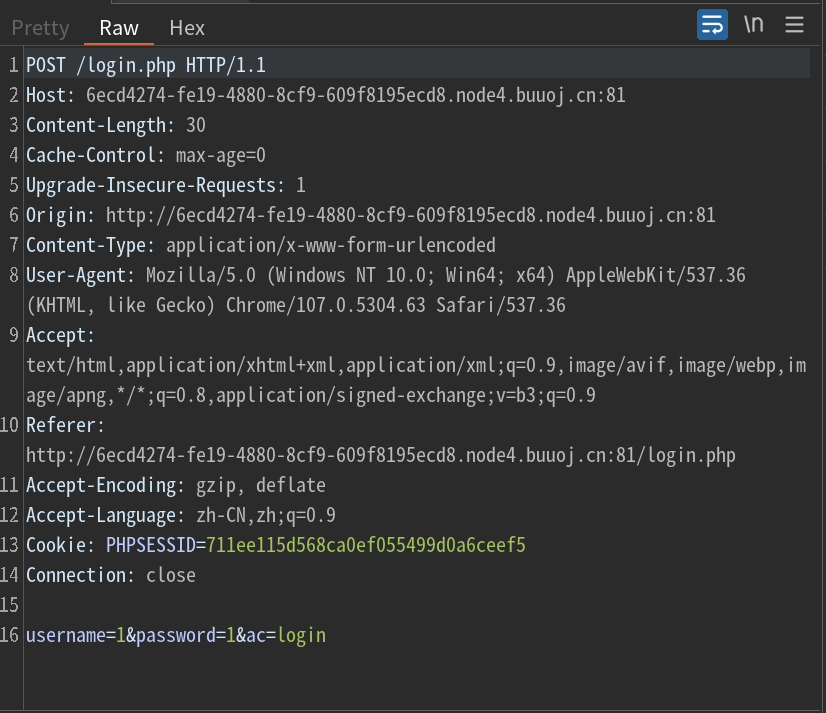 Pretty Raw Hex \n
1 POST /login.php HTTP/1.1
2 Host: 6ecd4274-fe19-4880-8cf9-609f8195ecd8.node4.buuoj.cn:81
3 Content-Length: 30
4 Cache-Control: max-age=0
5 Upgrade-Insecure-Requests: 1
6 Origin: http://6ecd4274-fe19-4880-8cf9-609f8195ecd8.node4.buuoj.cn:81
7 Content-Type: application/x-www-form-urlencoded
8 User-Agent: Mozilla/5.0 (Windows NT 10.0; Win64; x64) AppleWebKit/537.36
(KHTML, like Gecko) Chrome/107.0.5304.63 Safari/537.36
9 Accept:
text/html,application/xhtml+xml,application/xml;q=0.9,image/avif,image/webp,im
age/apng,*/*;q=0.8,application/signed-exchange;v=b3;q=0.9
10 Referer:
http://6ecd4274-fe19-4880-8cf9-609f8195ecd8.node4.buuoj.cn:81/login.php
11 Accept-Encoding: gzip, deflate
12 Accept-Language: zh-CN,zh;q=0.9
13 Cookie: PHPSESSID=711ee115d568ca0ef055499d0a6ceef5
14 Connection: close
15
16 username=1&password=1&ac=login